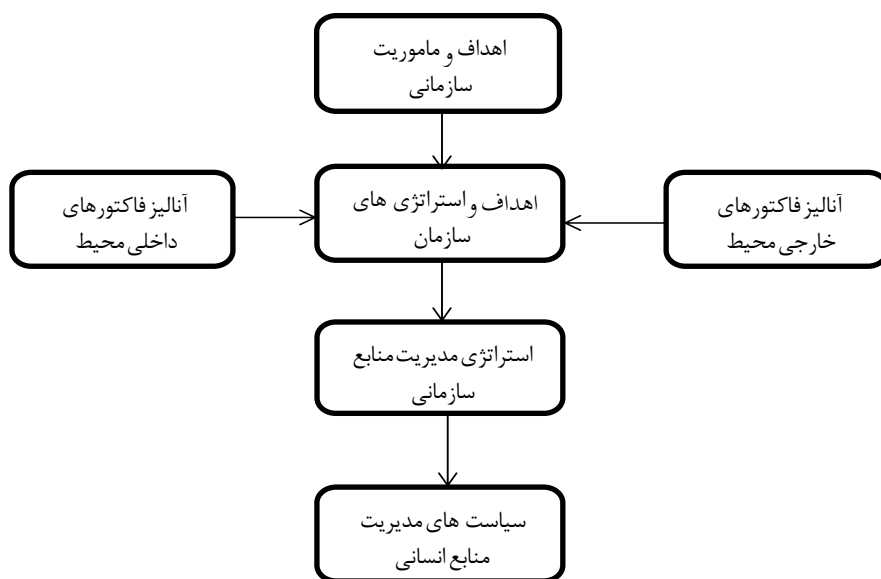 اهداف و ماموریت
سازمانی
آنالیز فاکتورهای
خارجی محیط
اهداف و استراتژی های
سازمان
آنالیز فاکتورهای
داخلی محیط
استراتژی مدیریت منابع
سازمانی
سیاست های مدیریت
منابع انسانی